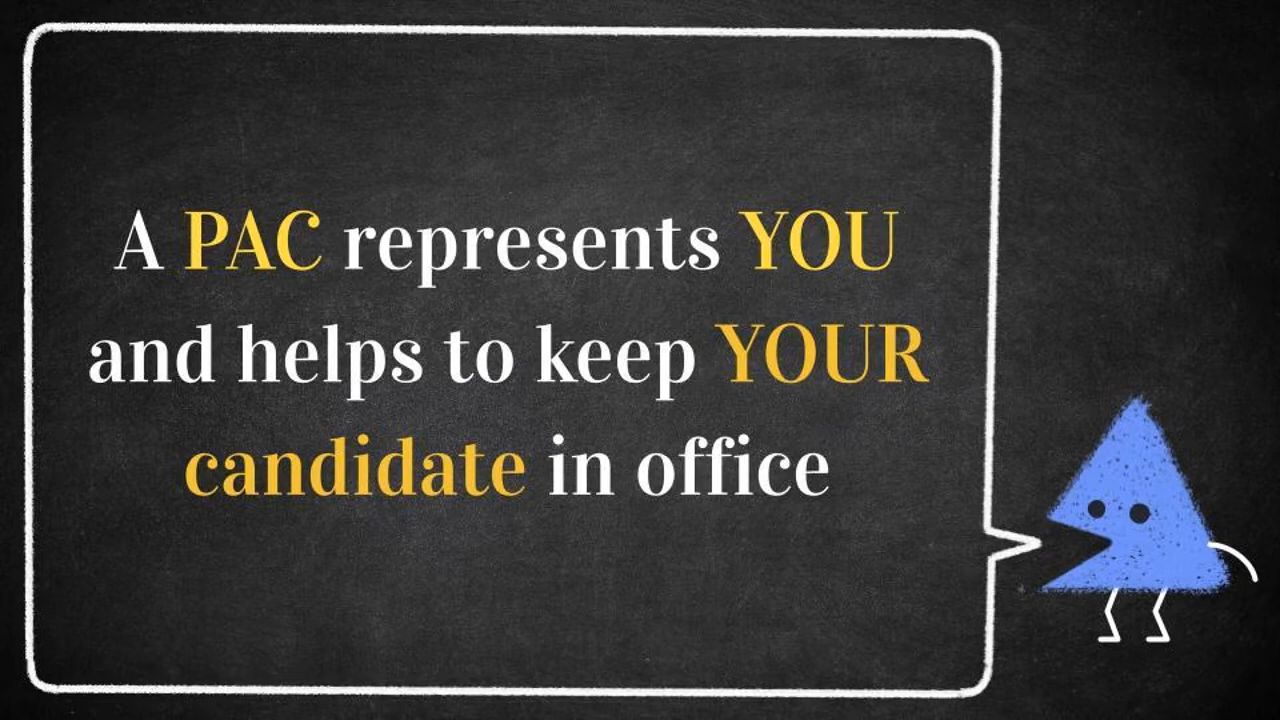 A PAC represents YOU
and helps to keep YOUR
candidate in office